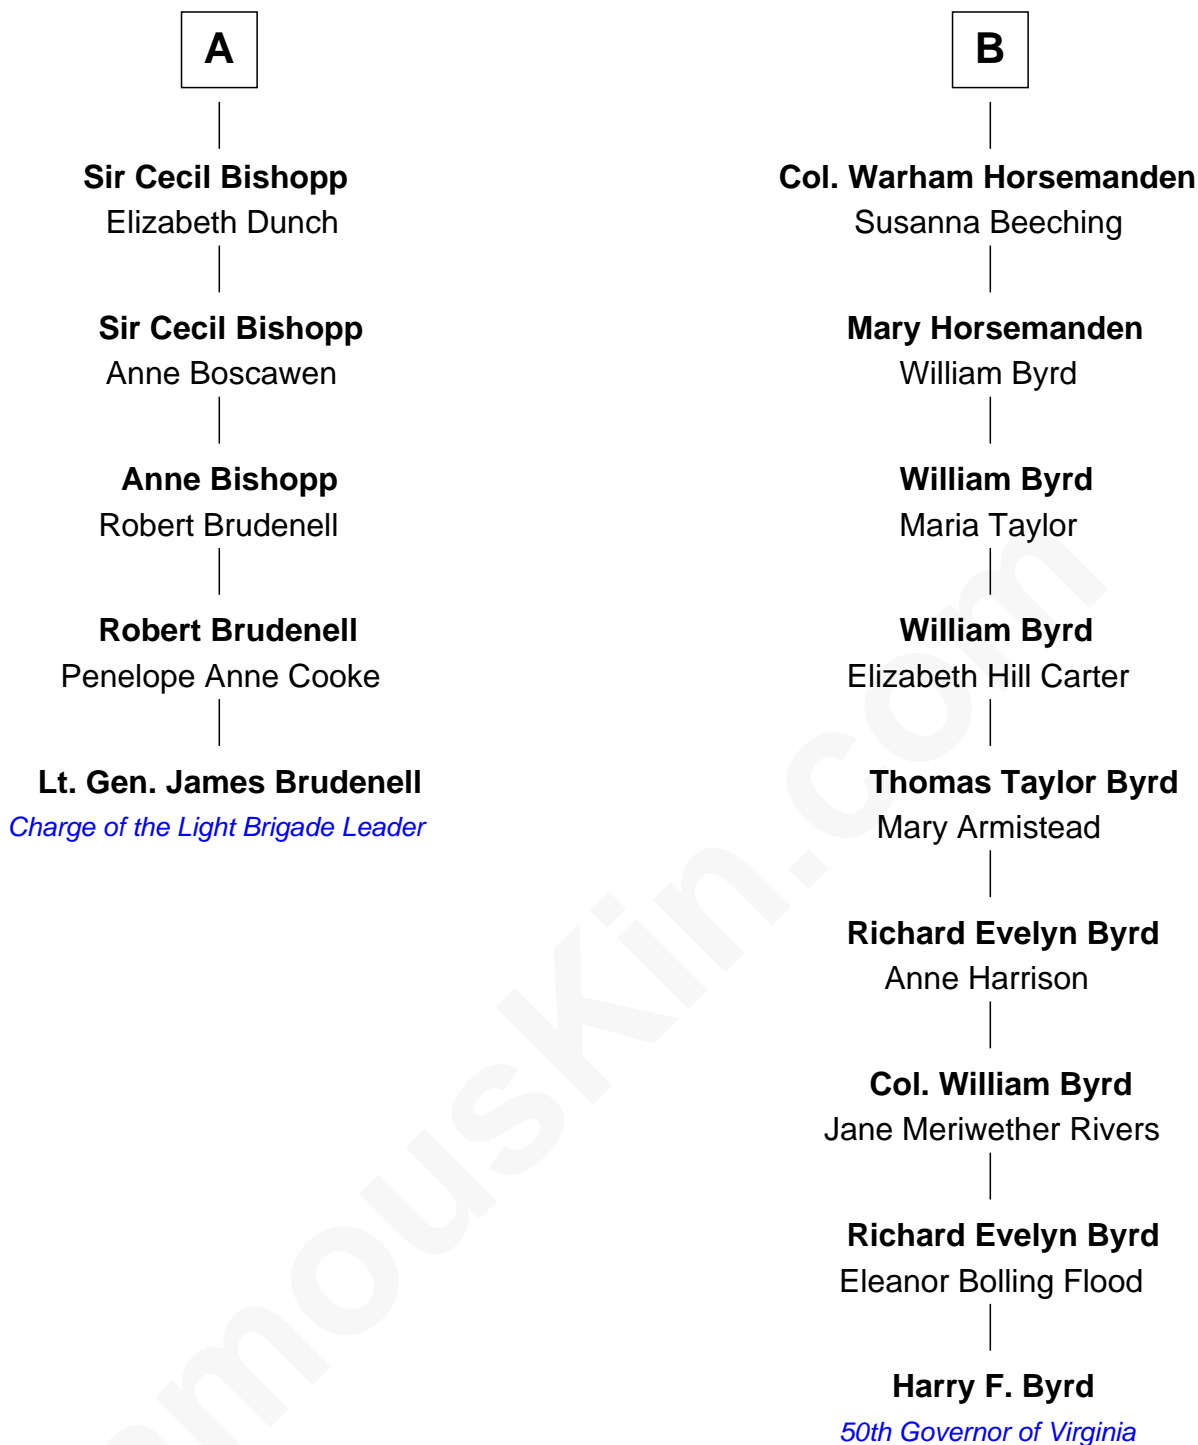 A
Sir Cecil Bishopp
Elizabeth Dunch
Sir Cecil Bishopp
Anne Boscawen
Anne Bishopp
Robert Brudenell
Robert Brudenell
Penelope Anne Cooke
Lt. Gen. James Brudenell
Charge of the Light Brigade Leader
B
Col. Warham Horsemanden
Susanna Beeching
Mary Horsemanden
William Byrd
William Byrd
Maria Taylor
William Byrd
Elizabeth Hill Carter
Thomas Taylor Byrd
Mary Armistead
Richard Evelyn Byrd
Anne Harrison
Col. William Byrd
Jane Meriwether Rivers
Richard Evelyn Byrd
Eleanor Bolling Flood
Harry F. Byrd
50th Governor of Virginia
amouskin.com